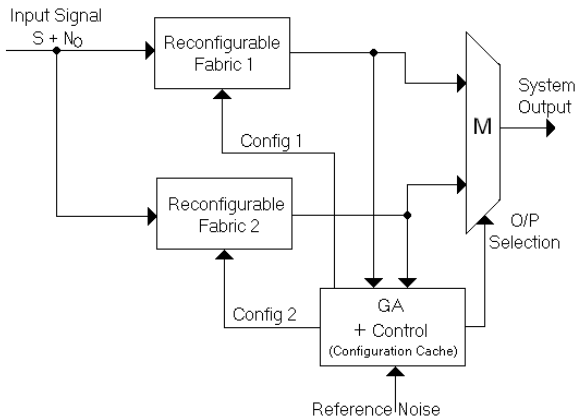 Input Signal
S + No
Reconfigurable
Fabric 1
System
Output
M
Config 1
Reconfigurable
Fabric 2
O/P
Selection
Config 2
GA
+ Control
(Configuration Cache)
Reference Noise